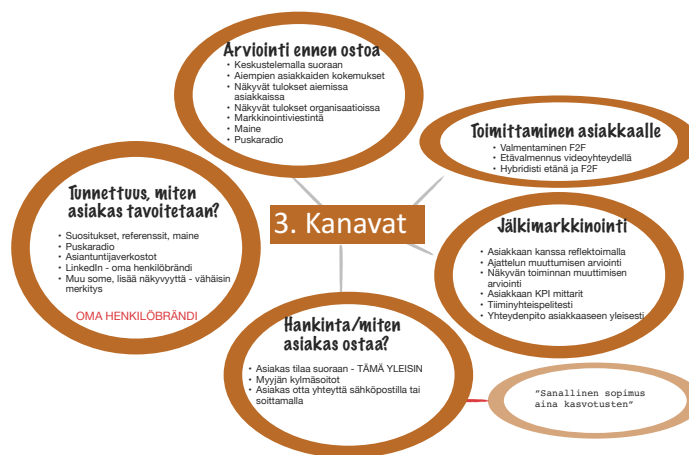 Arviointi ennen ostoa
• Keskustelemalla suoraan
• Aiempien asiakkaiden kokemukset
• Näkyvät tulokset aiemissa
asiakkaissa
• Näkyvät tulokset organisaatioissa
• Markkinointiviestintä
• Maine
• Puskaradio
Toimittaminen asiakkaalle
• Valmentaminen F2F
• Etävalmennus videoyhteydellä
• Hybridisti etänä ja F2F
Tunnettuus, miten
asiakas tavoitetaan?
• Suositukset, referenssit, maine
• Puskaradio
• Asiantuntijaverkostot
• LinkedIn - oma henkilöbrändi
• Muu some, lisää näkyvyyttä - vähäisin
merkitys
OMA HENKILÖBRÄNDI
3. Kanavat
Jälkimarkkinointi
• Asiakkaan kanssa reflektoimalla
• Ajattelun muuttumisen arviointi
• Näkyvän toiminnan muuttimisen
arviointi
• Asiakkaan KPI mittarit
• Tiiminyhteispelitesti
• Yhteydenpito asiakkaaseen yleisesti
Hankinta/miten
asiakas ostaa?
• Asiakas tilaa suoraan - TÄMÄ YLEISIN
• Myyjän kylmäsoitot
• Asiakas otta yhteyttä sähköpostilla tai
soittamalla
"Sanallinen sopimus
aina kasvotusten"